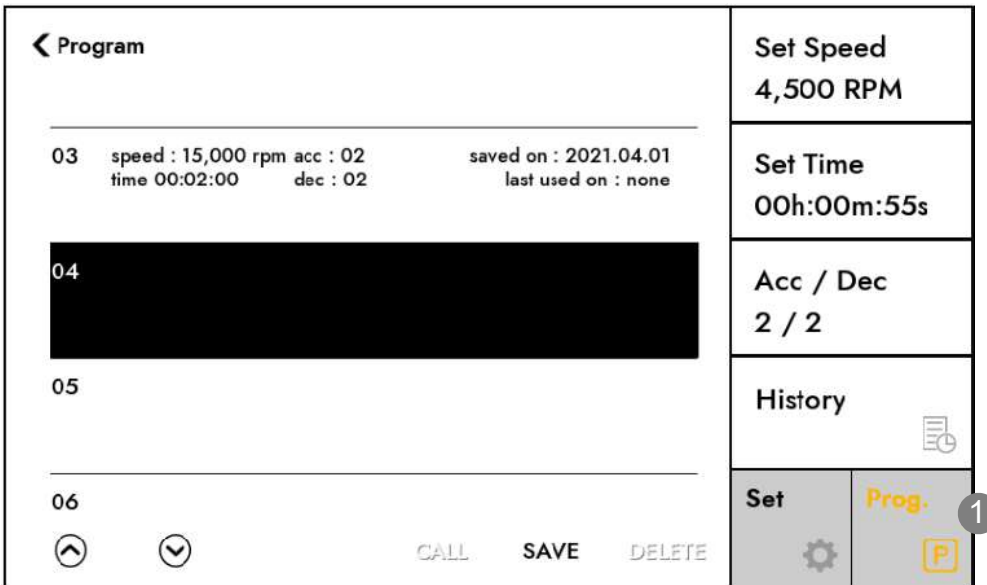 Program
03 speed : 15,000 rpm acc : 02 saved on : 2021.04.01
time 00:02:00 dec : 02 last used on : none
04
05
06
CALL SAVE DELETE
Set Speed
4,500 RPM
Set Time
00h:00m:55s
Acc / Dec
2 / 2
History
Set Prog. 1
P